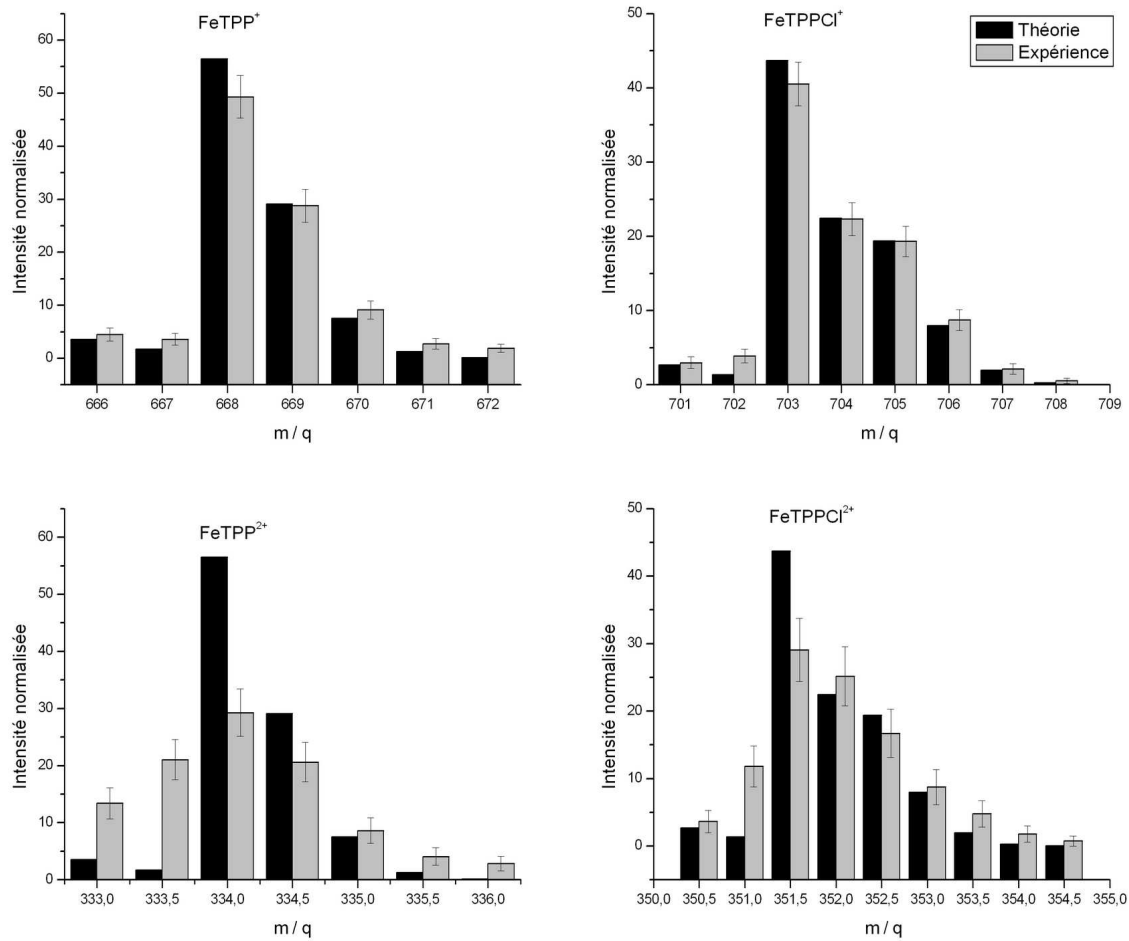 FeTPP⁺
60
50
40
30
20
10
0
Intensité normalisée
666 667 668 669 670 671 672
m / q
FeTPPCl⁺
Théorie
Expérience
50
40
30
20
10
0
Intensité normalisée
701 702 703 704 705 706 707 708 709
m / q
FeTPP²⁺
60
50
40
30
20
10
0
Intensité normalisée
333,0 333,5 334,0 334,5 335,0 335,5 336,0
m / q
FeTPPCl²⁺
50
40
30
20
10
0
Intensité normalisée
350,0 350,5 351,0 351,5 352,0 352,5 353,0 353,5 354,0 354,5 355,0
m / q